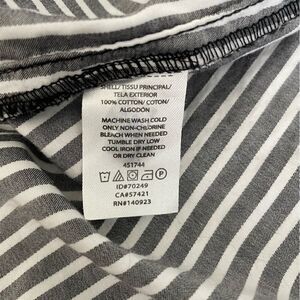 SHELL/TISSU PRINCIPAL/
TELA EXTERIOR
100% COTTON/ COTON/
ALGODÓN
MACHINE WASH COLD
ONLY NON-CHLORINE
BLEACH WHEN NEEDED
TUMBLE DRY LOW
COOL IRON IF NEEDED
OR DRY CLEAN
451744
ID#70249
CA#57421
RN#140923